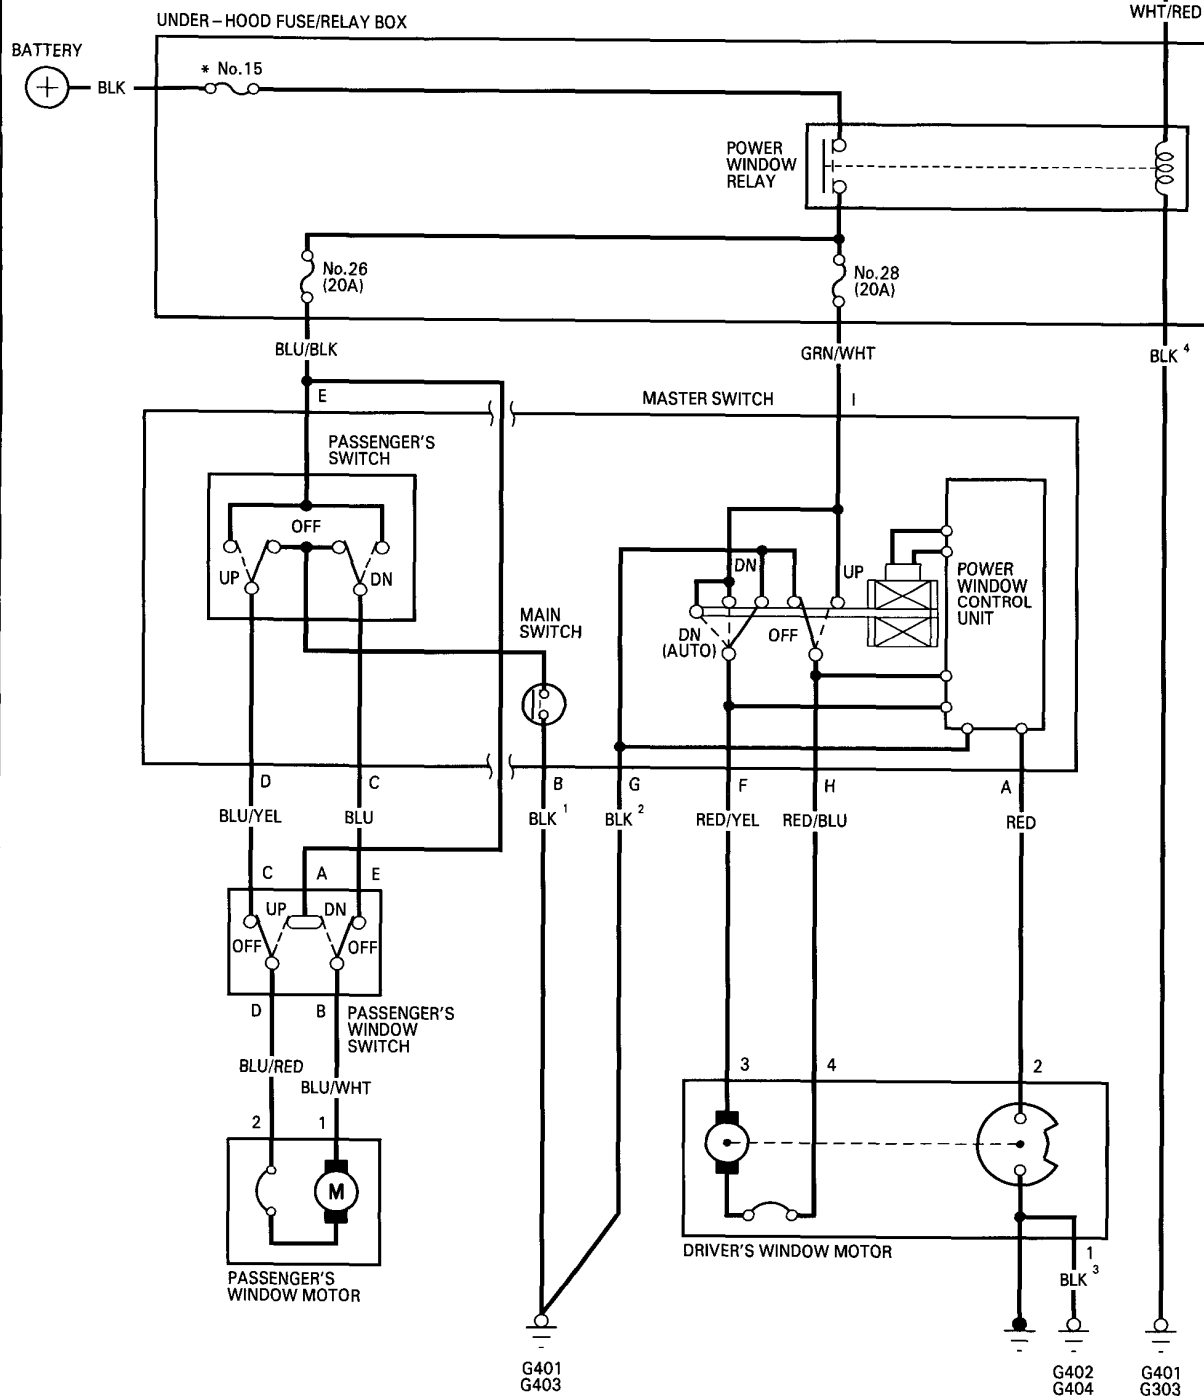 WHT/RED
UNDER-HOOD FUSE/RELAY BOX
BATTERY
+
BLK
* No.15
POWER
WINDOW
RELAY
No.26
(20A)
No.28
(20A)
BLU/BLK
GRN/WHT
BLK 4
E
MASTER SWITCH
I
PASSENGER'S
SWITCH
OFF
UP
DN
MAIN
SWITCH
DN
UP
DN
(AUTO)
OFF
POWER
WINDOW
CONTROL
UNIT
D
C
B
G
F
H
A
BLU/YEL
BLU
BLK 1
BLK 2
RED/YEL
RED/BLU
RED
C
A
E
UP
DN
OFF
OFF
D
B
PASSENGER'S
WINDOW
SWITCH
BLU/RED
BLU/WHT
3
4
2
2
1
M
PASSENGER'S
WINDOW MOTOR
DRIVER'S WINDOW MOTOR
1
BLK 3
G401
G403
G402
G404
G401
G303